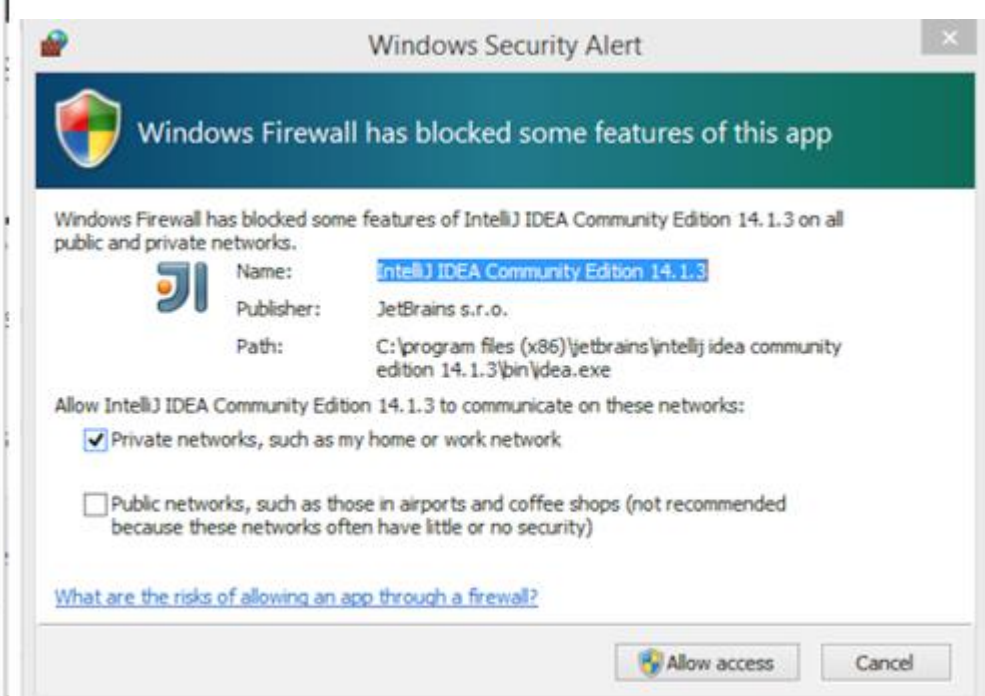 Windows Security Alert
Windows Firewall has blocked some features of this app
Windows Firewall has blocked some features of IntelliJ IDEA Community Edition 14.1.3 on all
public and private networks.
Name: IntelliJ IDEA Community Edition 14.1.3
Publisher: JetBrains s.r.o.
Path: C:\program files (x86)\jetbrains\intellij idea community
edition 14.1.3\bin\idea.exe
Allow IntelliJ IDEA Community Edition 14.1.3 to communicate on these networks:
Private networks, such as my home or work network
Public networks, such as those in airports and coffee shops (not recommended
because these networks often have little or no security)
What are the risks of allowing an app through a firewall?
Allow access Cancel